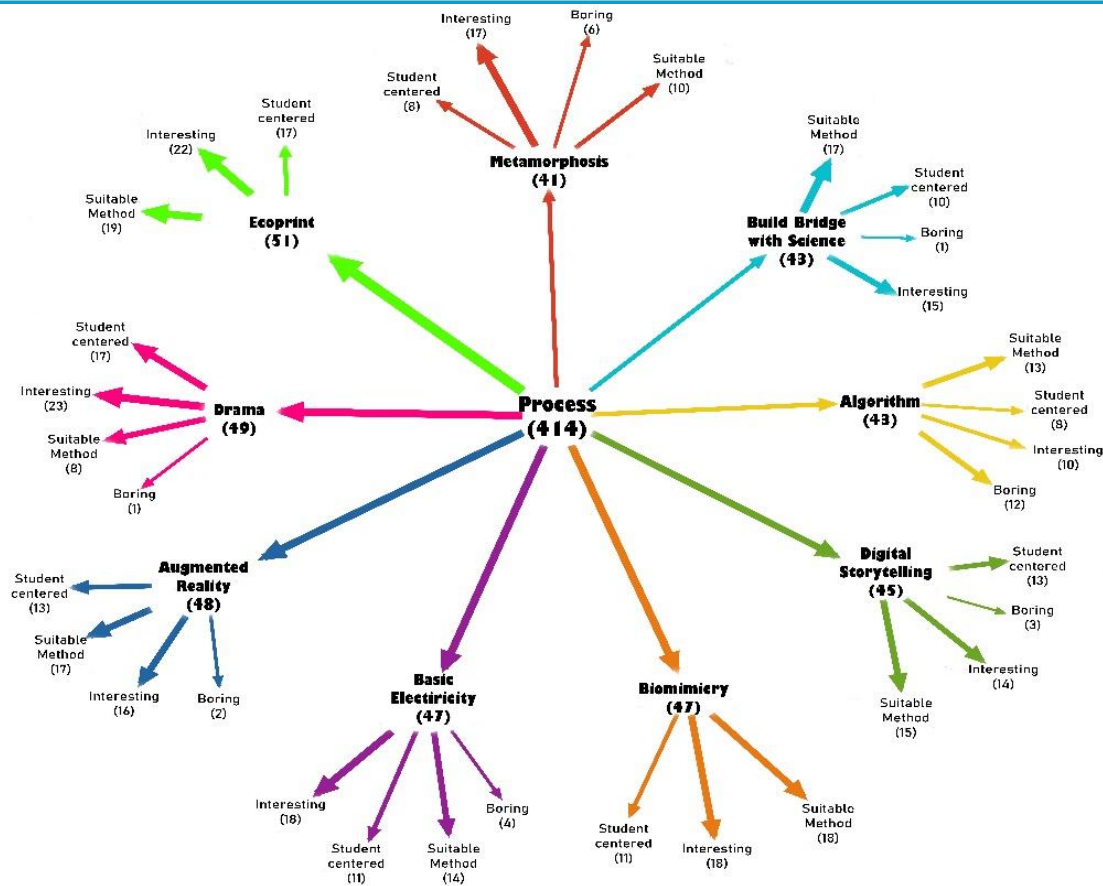 Process
(414)
Metamorphosis
(41)
Student
centered
(8)
Interesting
(17)
Boring
(6)
Suitable
Method
(10)
Build Bridge
with Science
(43)
Suitable
Method
(17)
Student
centered
(10)
Boring
(1)
Interesting
(15)
Algorithm
(43)
Suitable
Method
(13)
Student
centered
(8)
Interesting
(10)
Boring
(12)
Digital
Storytelling
(45)
Student
centered
(13)
Boring
(3)
Interesting
(14)
Suitable
Method
(15)
Biomimicry
(47)
Suitable
Method
(18)
Interesting
(18)
Student
centered
(11)
Basic
Electiricity
(47)
Boring
(4)
Suitable
Method
(14)
Student
centered
(11)
Interesting
(18)
Augmented
Reality
(48)
Boring
(2)
Interesting
(16)
Suitable
Method
(17)
Student
centered
(13)
Drama
(49)
Boring
(1)
Suitable
Method
(8)
Interesting
(23)
Student
centered
(17)
Ecoprint
(51)
Suitable
Method
(19)
Interesting
(22)
Student
centered
(17)